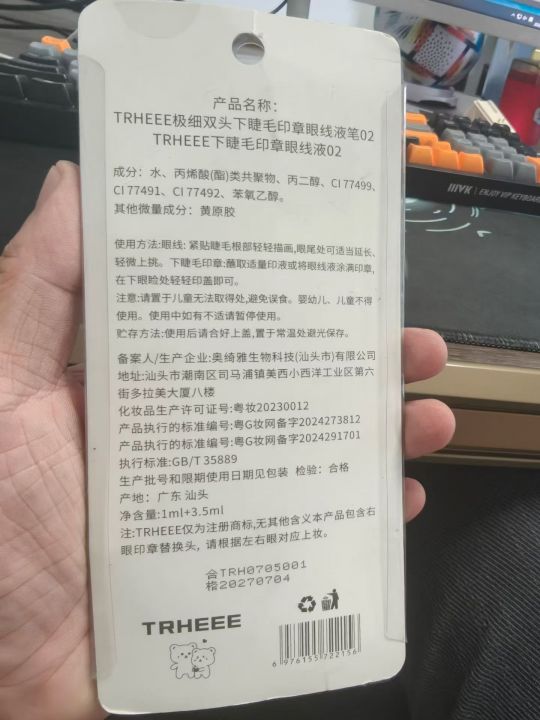 产品名称:
TRHEEE极细双头下睫毛印章眼线液笔02
TRHEEE下睫毛印章眼线液02
成分: 水、丙烯酸(酯)类共聚物、丙二醇、CI 77499、
CI 77491、CI 77492、苯氧乙醇。
其他微量成分: 黄原胶
使用方法:眼线: 紧贴睫毛根部轻轻描画,眼尾处可适当延长、
轻微上挑。下睫毛印章:蘸取适量印液或将眼线液涂满印章,
在下眼睑处轻轻印盖即可。
注意:请置于儿童无法取得处,避免误食。婴幼儿、儿童不得
使用。使用中如有不适请暂停使用。
贮存方法:使用后请合好上盖,置于常温处避光保存。
备案人/生产企业:奥绮雅生物科技(汕头市)有限公司
地址:汕头市潮南区司马浦镇美西小西洋工业区第六
街多拉美大厦八楼
化妆品生产许可证号:粤妆20230012
产品执行的标准编号:粤G妆网备字2024273812
产品执行的标准编号:粤G妆网备字2024291701
执行标准:GB/T 35889
生产批号和限期使用日期见包装 检验: 合格
产地: 广东 汕头
净含量:1ml+3.5ml
注:TRHEEE仅为注册商标,无其他含义本产品包含右
眼印章替换头, 请根据左右眼对应上妆。
合TRH0705001
格20270704
TRHEEE
6 976155 722156
MYK ENJOY VIP KEYBOARD